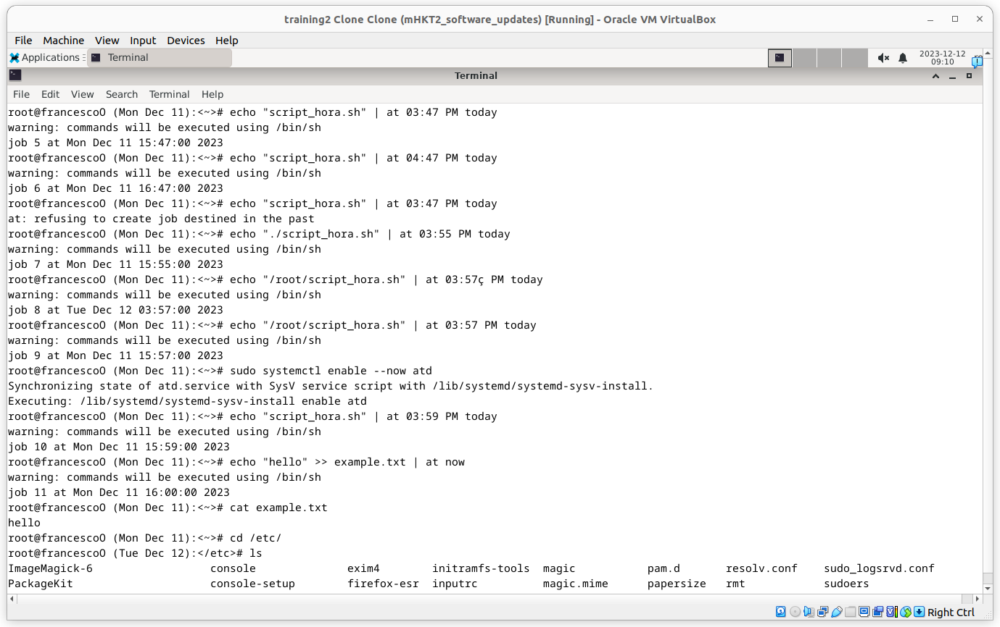 training2 Clone Clone (mHKT2_software_updates) [Running] - Oracle VM VirtualBox
File Machine View Input Devices Help
Applications Terminal 2023-12-12
09:10
Terminal
File Edit View Search Terminal Help
root@francescoO (Mon Dec 11):<~># echo "script_hora.sh" | at 03:47 PM today
warning: commands will be executed using /bin/sh
job 5 at Mon Dec 11 15:47:00 2023
root@francescoO (Mon Dec 11):<~># echo "script_hora.sh" | at 04:47 PM today
warning: commands will be executed using /bin/sh
job 6 at Mon Dec 11 16:47:00 2023
root@francescoO (Mon Dec 11):<~># echo "script_hora.sh" | at 03:47 PM today
at: refusing to create job destined in the past
root@francescoO (Mon Dec 11):<~># echo "./script_hora.sh" | at 03:55 PM today
warning: commands will be executed using /bin/sh
job 7 at Mon Dec 11 15:55:00 2023
root@francescoO (Mon Dec 11):<~># echo "/root/script_hora.sh" | at 03:57ç PM today
warning: commands will be executed using /bin/sh
job 8 at Tue Dec 12 03:57:00 2023
root@francescoO (Mon Dec 11):<~># echo "/root/script_hora.sh" | at 03:57 PM today
warning: commands will be executed using /bin/sh
job 9 at Mon Dec 11 15:57:00 2023
root@francescoO (Mon Dec 11):<~># sudo systemctl enable --now atd
Synchronizing state of atd.service with SysV service script with /lib/systemd/systemd-sysv-install.
Executing: /lib/systemd/systemd-sysv-install enable atd
root@francescoO (Mon Dec 11):<~># echo "script_hora.sh" | at 03:59 PM today
warning: commands will be executed using /bin/sh
job 10 at Mon Dec 11 15:59:00 2023
root@francescoO (Mon Dec 11):<~># echo "hello" >> example.txt | at now
warning: commands will be executed using /bin/sh
job 11 at Mon Dec 11 16:00:00 2023
root@francescoO (Mon Dec 11):<~># cat example.txt
hello
root@francescoO (Mon Dec 11):<~># cd /etc/
root@francescoO (Tue Dec 12):</etc># ls
ImageMagick-6 console exim4 initramfs-tools magic pam.d resolv.conf sudo_logsrvd.conf
PackageKit console-setup firefox-esr inputrc magic.mime papersize rmt sudoers
Right Ctrl